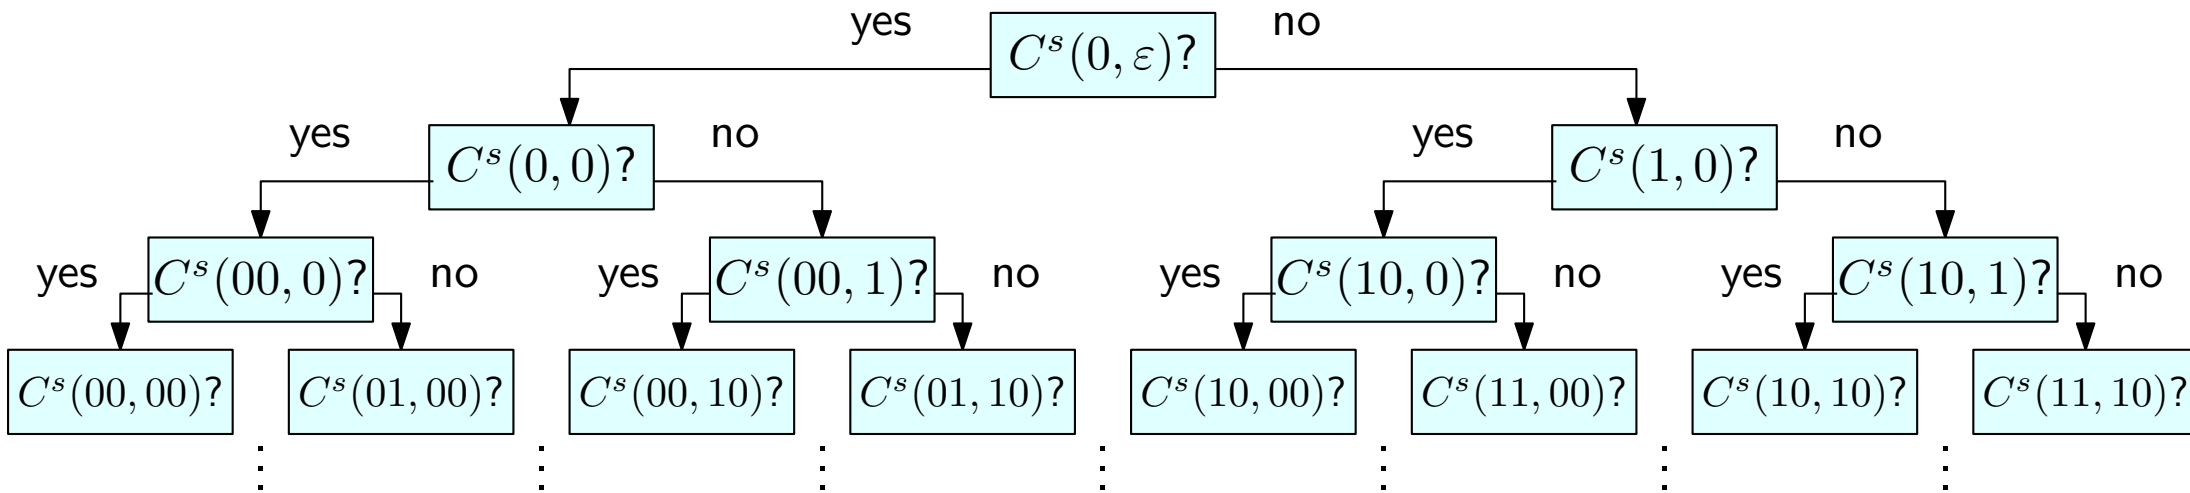 yes C^s(0, ε)? no
yes C^s(0, 0)? no yes C^s(1, 0)? no
yes C^s(00, 0)? no yes C^s(00, 1)? no yes C^s(10, 0)? no yes C^s(10, 1)? no
C^s(00, 00)? C^s(01, 00)? C^s(00, 10)? C^s(01, 10)? C^s(10, 00)? C^s(11, 00)? C^s(10, 10)? C^s(11, 10)?